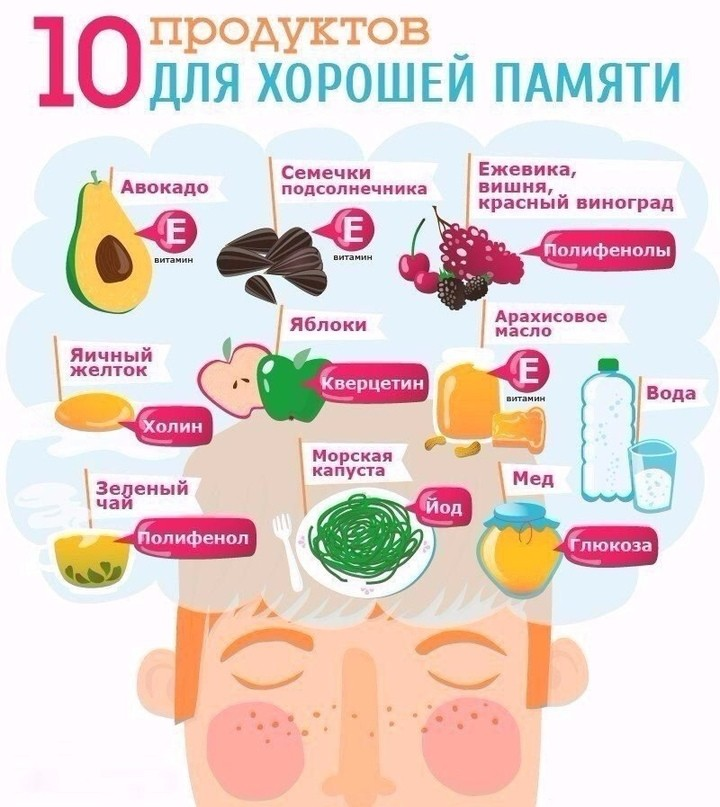 10 продуктов
ДЛЯ ХОРОШЕЙ ПАМЯТИ
Авокадо
Е
витамин
Семечки
подсолнечника
Е
витамин
Ежевика,
вишня,
красный виноград
Полифенолы
Яичный
желток
Холин
Яблоки
Кверцетин
Арахисовое
масло
Е
витамин
Вода
Зеленый
чай
Полифенол
Морская
капуста
Йод
Мед
Глюкоза